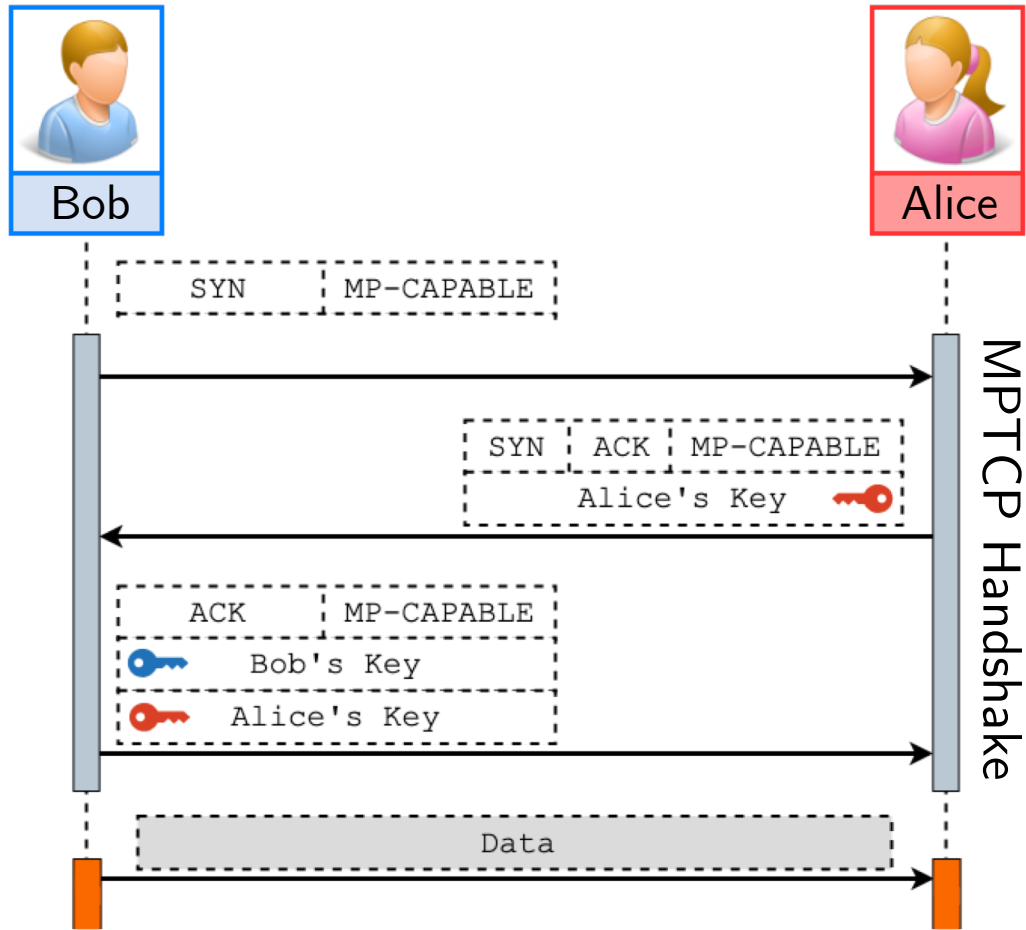 Bob
Alice
SYN MP-CAPABLE
SYN ACK MP-CAPABLE
Alice's Key
ACK MP-CAPABLE
Bob's Key
Alice's Key
Data
MPTCP Handshake